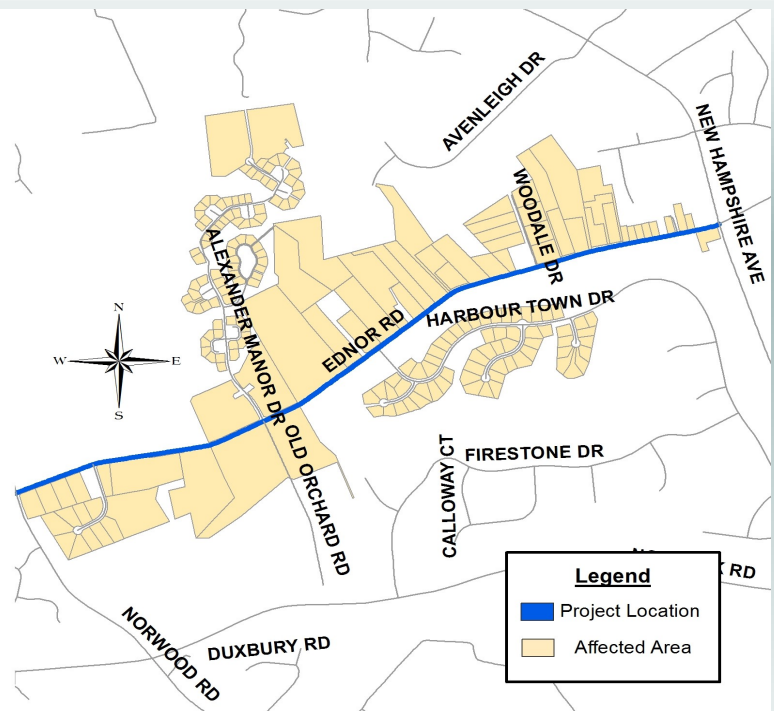 AVENLEIGH DR
NEW HAMPSHIRE AVE
WOODALE DR
ALEXANDER MANOR DR
HARBOUR TOWN DR
EDNOR RD
N
W
E
S
OLD ORCHARD RD
FIRESTONE DR
CALLOWAY CT
RD
NORWOOD RD
DUXBURY RD
Legend
Project Location
Affected Area